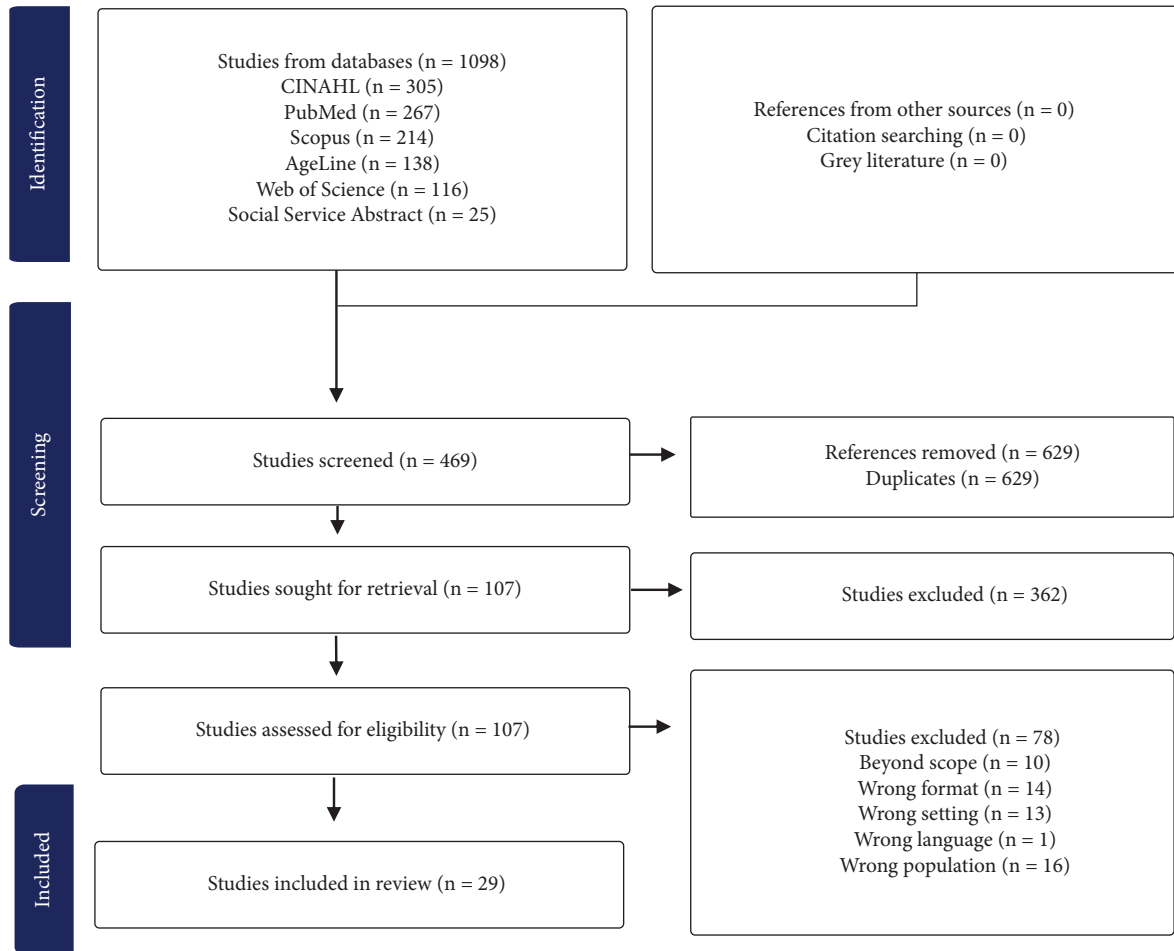 Identification
Studies from databases (n = 1098)
CINAHL (n = 305)
PubMed (n = 267)
Scopus (n = 214)
AgeLine (n = 138)
Web of Science (n = 116)
Social Service Abstract (n = 25)
References from other sources (n = 0)
Citation searching (n = 0)
Grey literature (n = 0)
Screening
Studies screened (n = 469)
References removed (n = 629)
Duplicates (n = 629)
Studies sought for retrieval (n = 107)
Studies excluded (n = 362)
Studies assessed for eligibility (n = 107)
Studies excluded (n = 78)
Beyond scope (n = 10)
Wrong format (n = 14)
Wrong setting (n = 13)
Wrong language (n = 1)
Wrong population (n = 16)
Included
Studies included in review (n = 29)